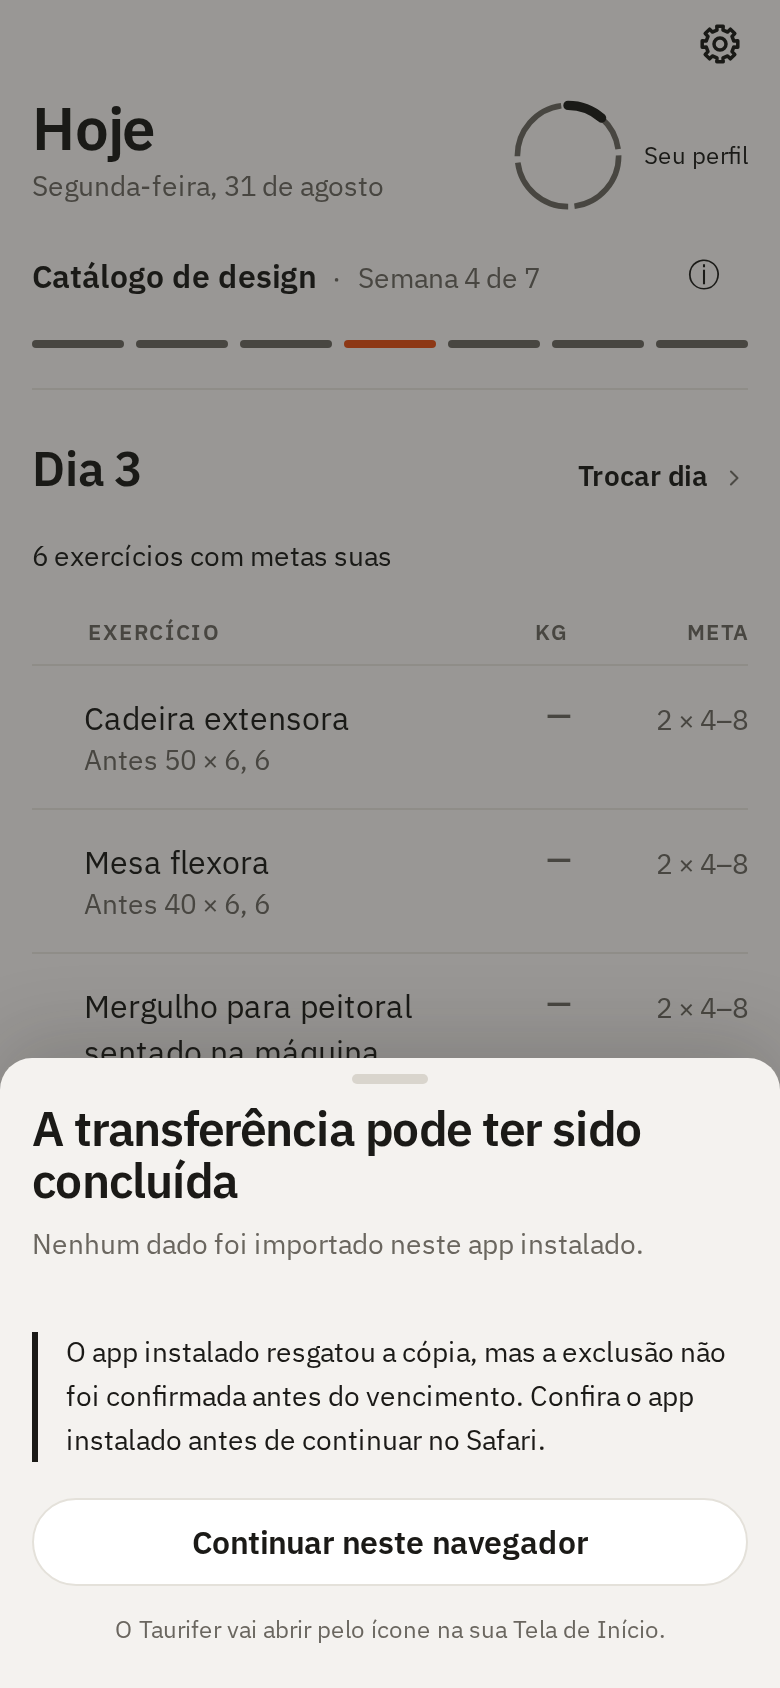 Hoje
Segunda-feira, 31 de agosto
Seu perfil
Catálogo de design · Semana 4 de 7
Dia 3
Trocar dia
6 exercícios com metas suas
EXERCÍCIO KG META
Cadeira extensora — 2 × 4–8
Antes 50 × 6, 6
Mesa flexora — 2 × 4–8
Antes 40 × 6, 6
Mergulho para peitoral — 2 × 4–8
sentado na máquina
A transferência pode ter sido
concluída
Nenhum dado foi importado neste app instalado.
O app instalado resgatou a cópia, mas a exclusão não
foi confirmada antes do vencimento. Confira o app
instalado antes de continuar no Safari.
Continuar neste navegador
O Taurifer vai abrir pelo ícone na sua Tela de Início.